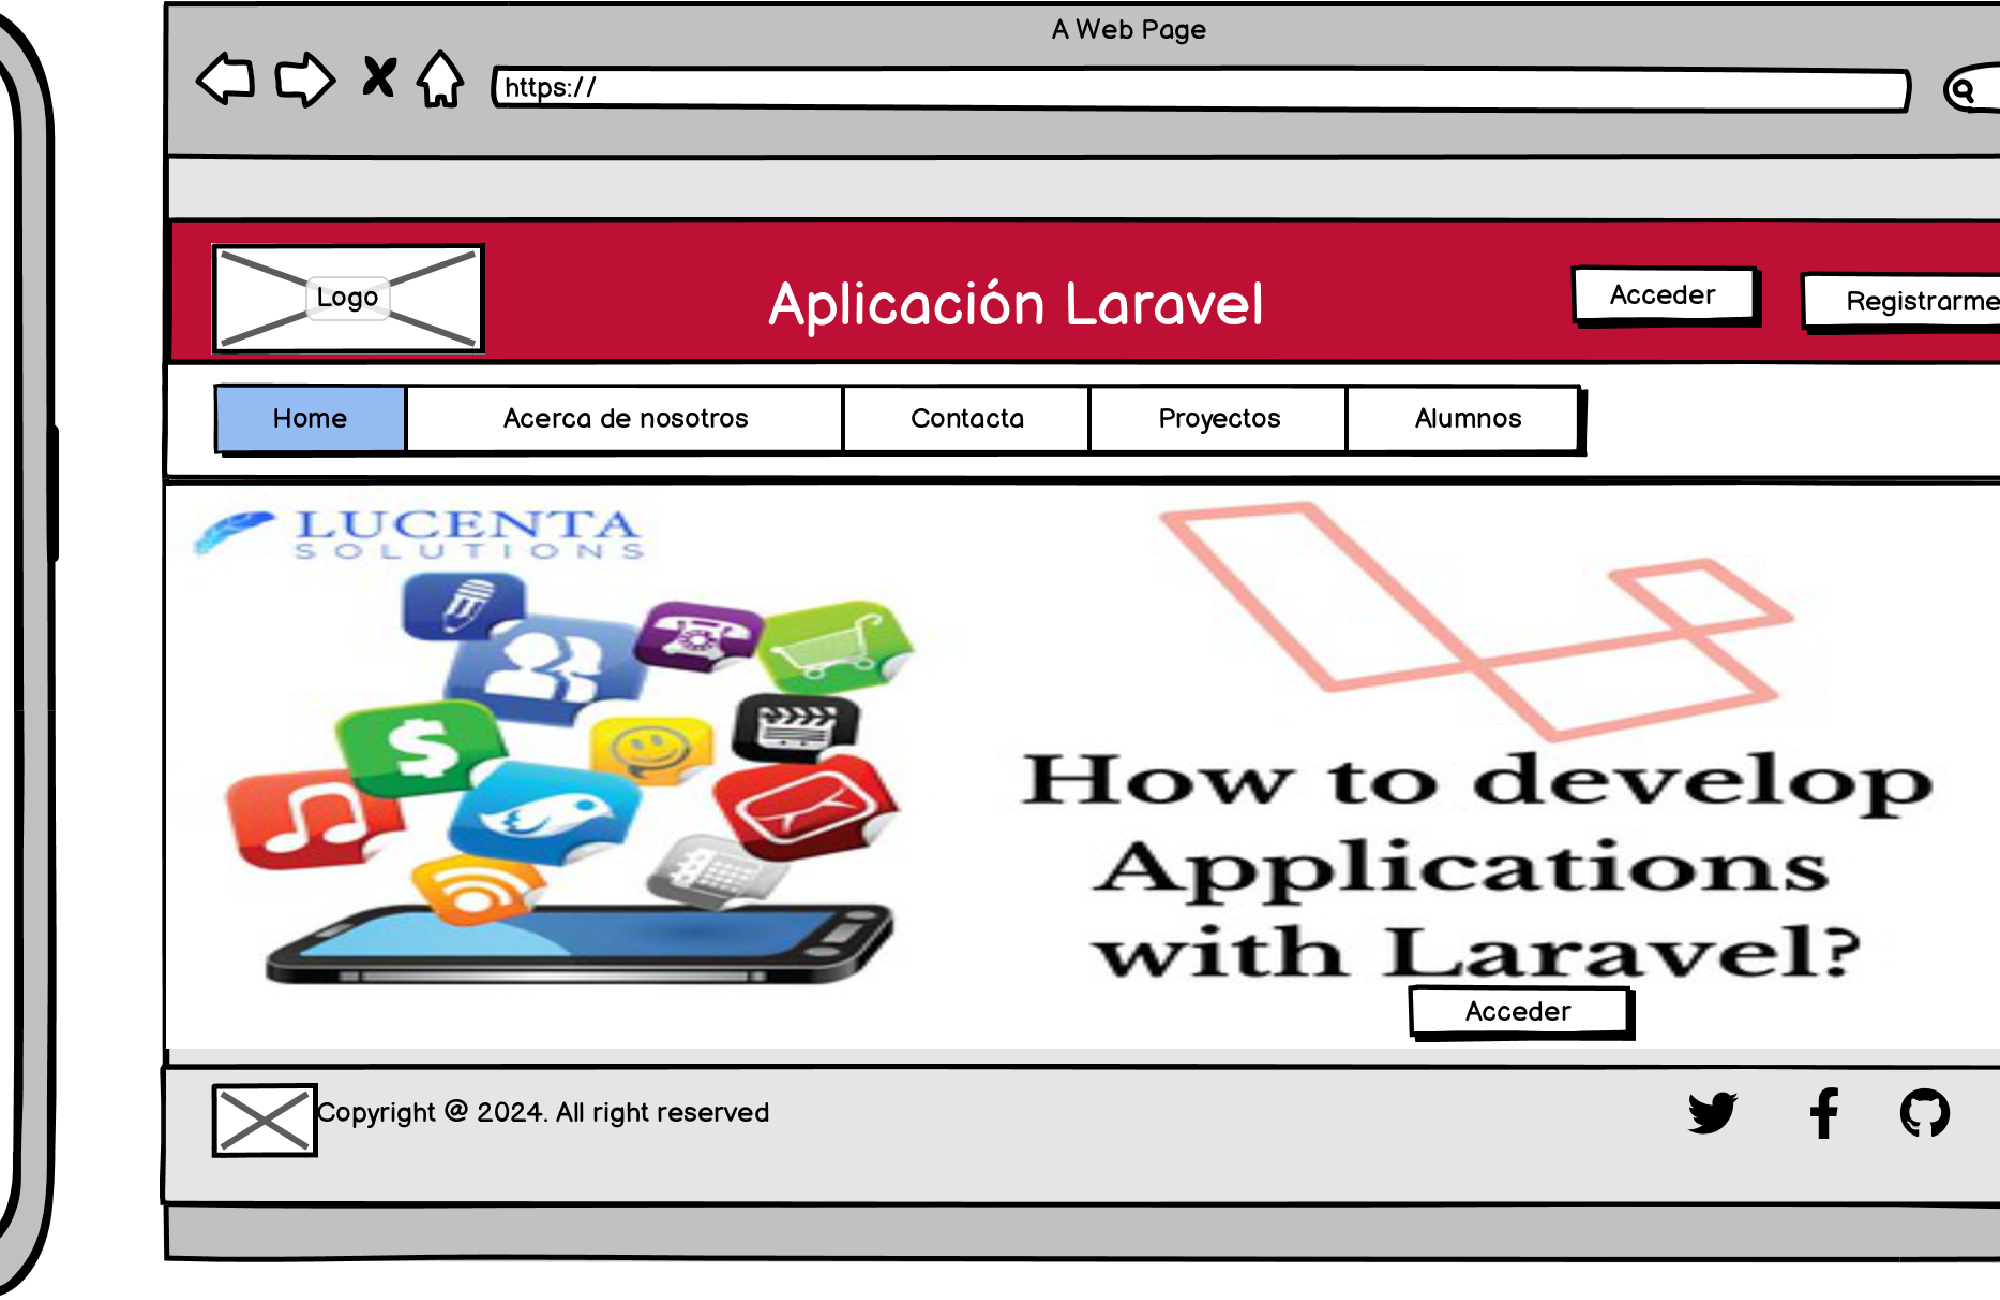 A Web Page
https://
Logo
Aplicación Laravel
Acceder
Registrarme
Home
Acerca de nosotros
Contacta
Proyectos
Alumnos
LUCENTA
SOLUTIONS
How to develop
Applications
with Laravel?
Acceder
Copyright @ 2024. All right reserved